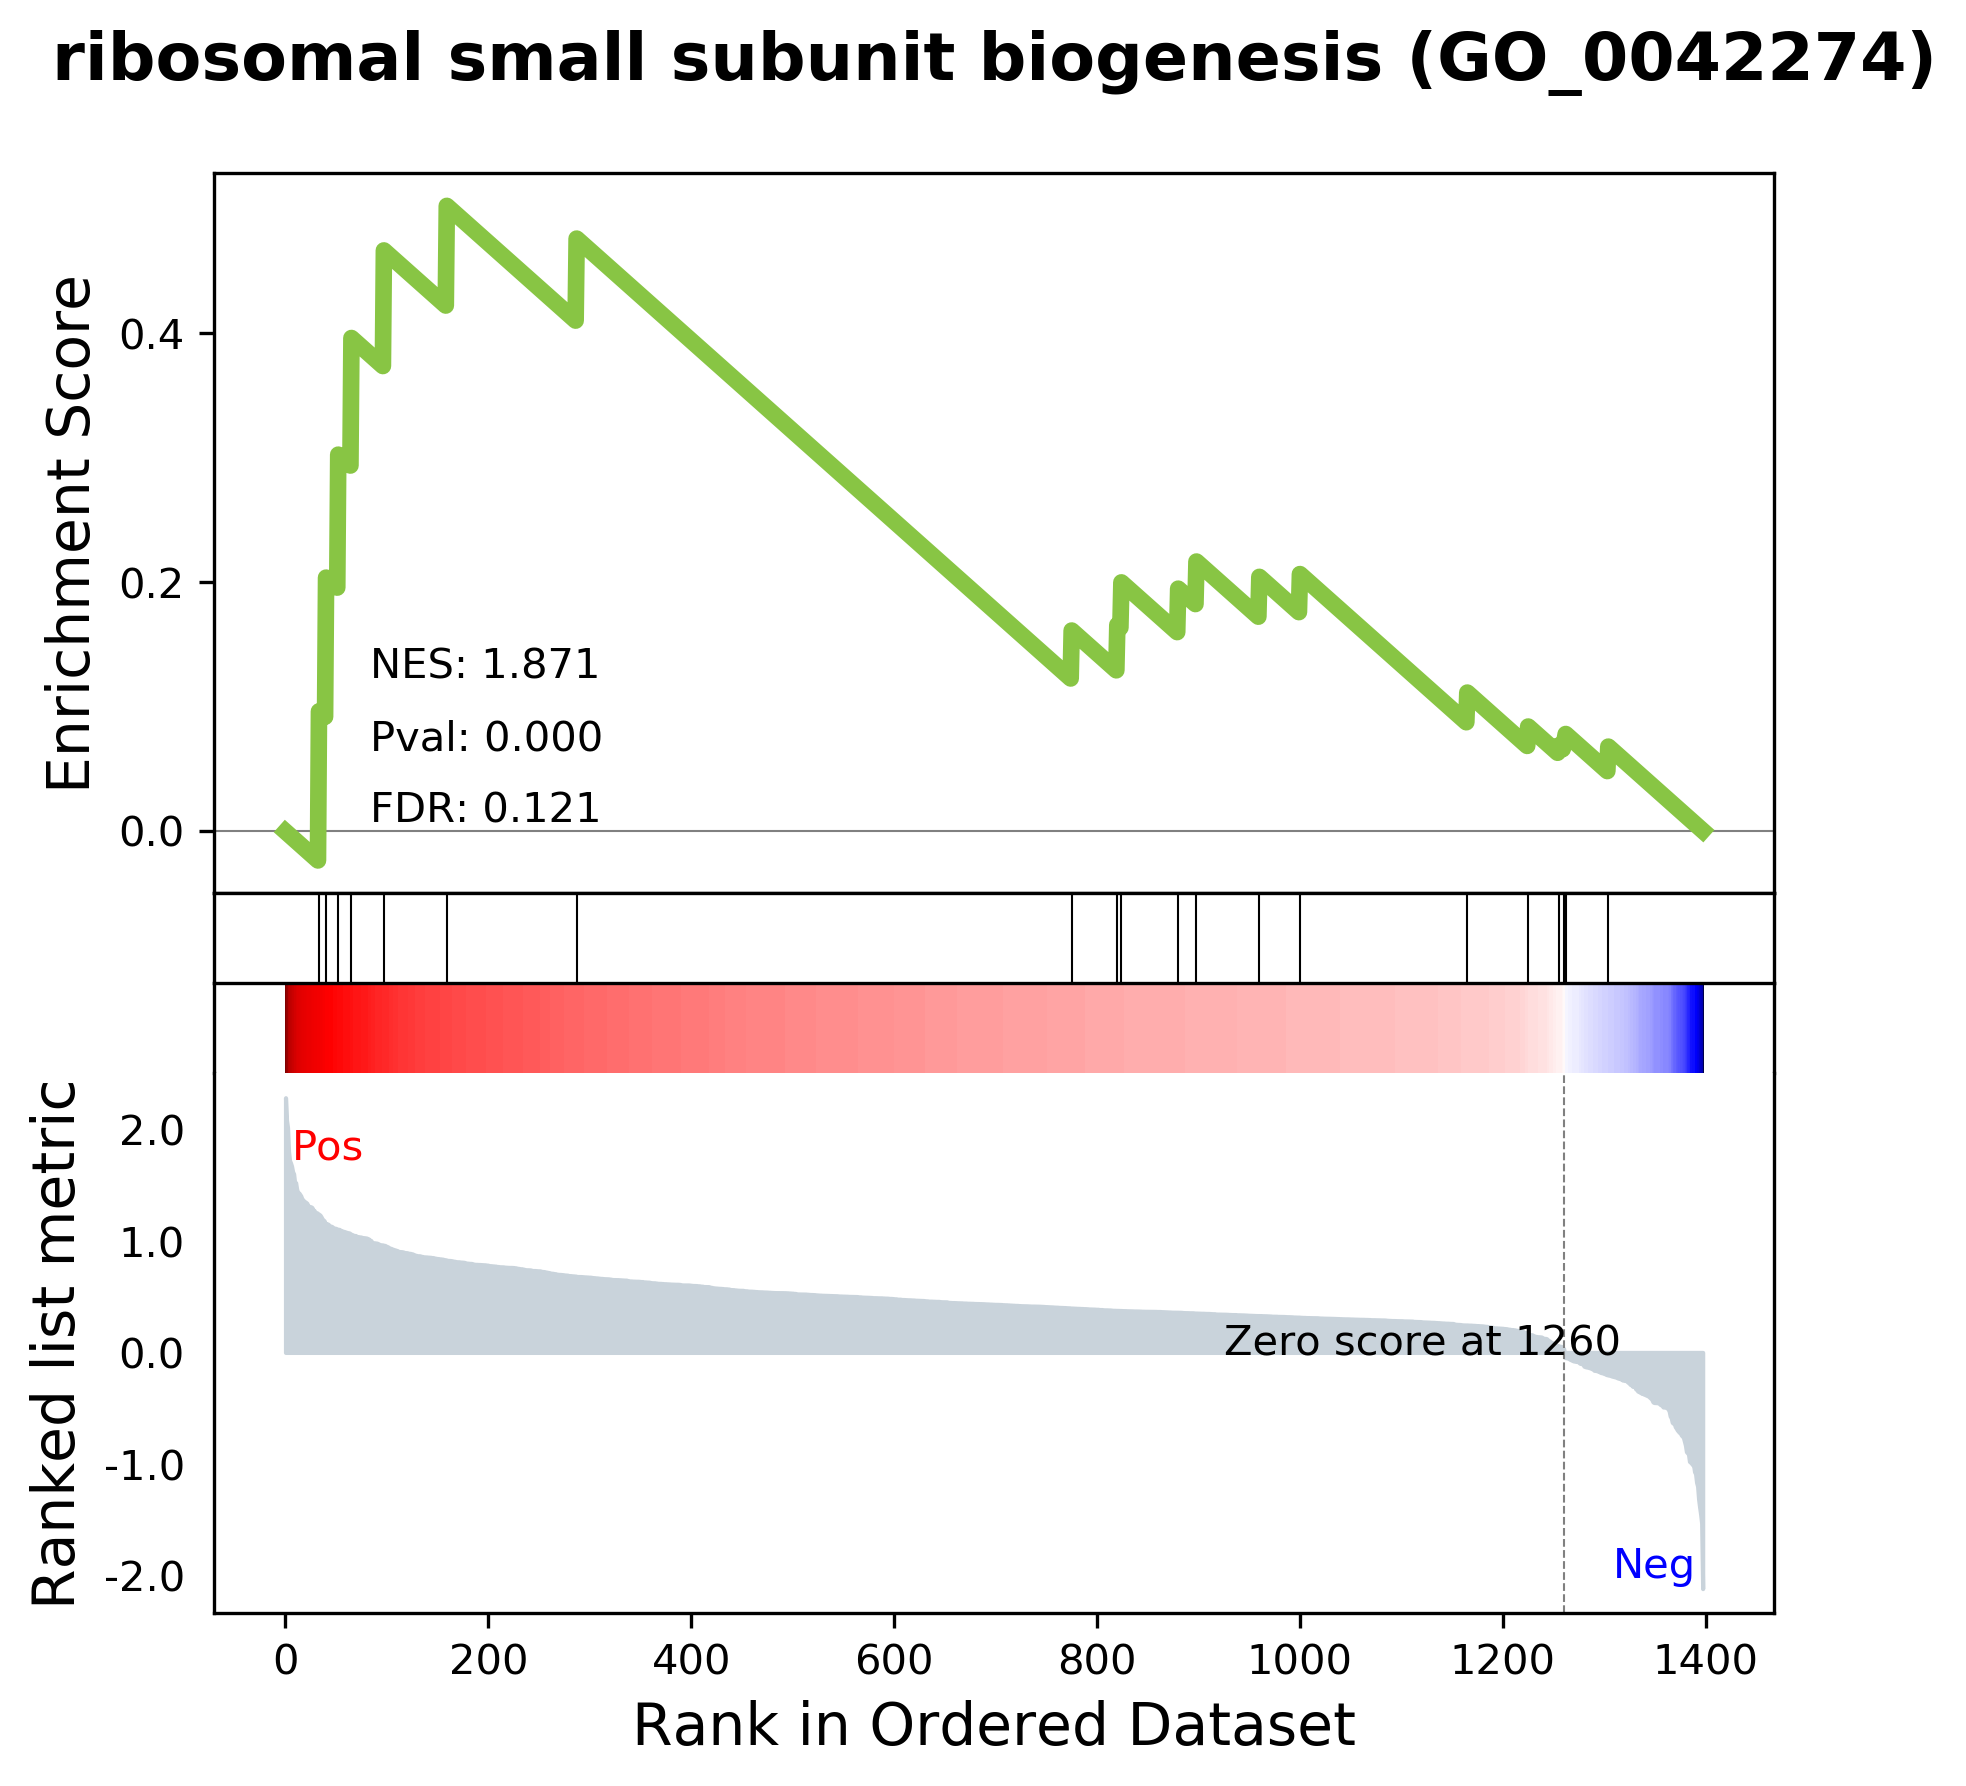 ribosomal small subunit biogenesis (GO_0042274)
Enrichment Score
0.4
0.2
0.0
NES: 1.871
Pval: 0.000
FDR: 0.121
Ranked list metric
2.0
1.0
0.0
-1.0
-2.0
Pos
Zero score at 1260
Neg
0 200 400 600 800 1000 1200 1400
Rank in Ordered Dataset